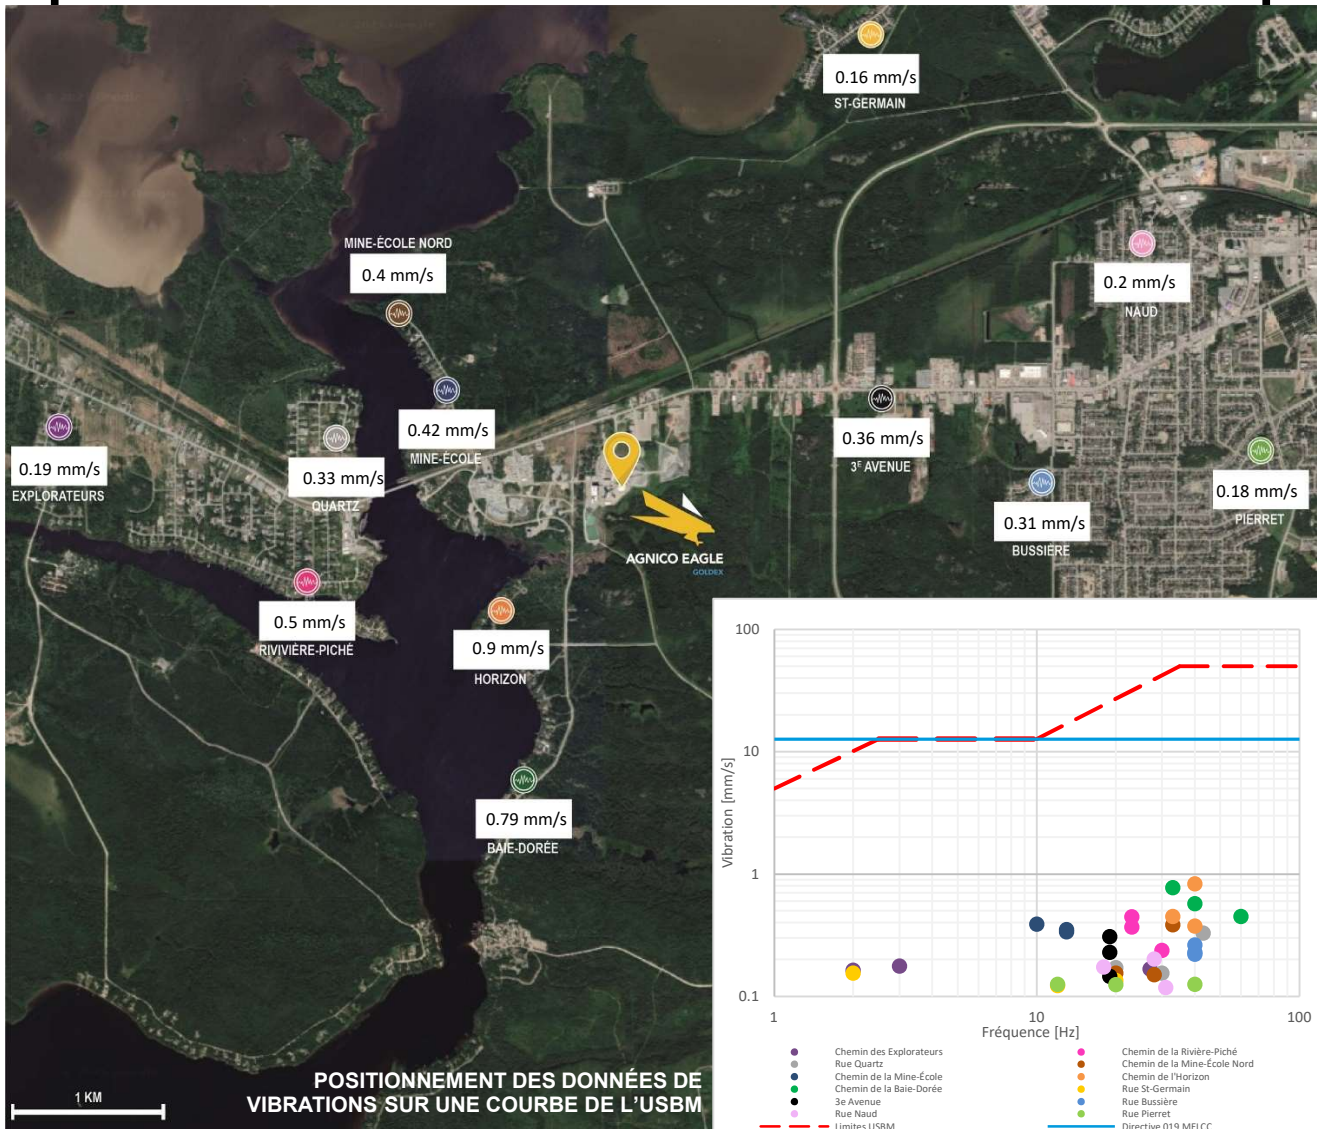 0.16 mm/s
ST-GERMAIN
MINE-ÉCOLE NORD
0.4 mm/s
0.2 mm/s
NAUD
0.42 mm/s
MINE-ÉCOLE
0.36 mm/s
3E AVENUE
0.19 mm/s
EXPLORATEURS
0.33 mm/s
QUARTZ
0.18 mm/s
PIERRET
0.31 mm/s
BUSSIÈRE
AGNICO EAGLE
GOLDEX
0.5 mm/s
RIVIVIÈRE-PICHÉ
0.9 mm/s
HORIZON
0.79 mm/s
BAIE-DORÉE
100
10
1
0.1
Vibration [mm/s]
1
10
100
Fréquence [Hz]
Chemin des Explorateurs
Chemin de la Rivière-Piché
Rue Quartz
Chemin de la Mine-École Nord
Chemin de la Mine-École
Chemin de l'Horizon
Chemin de la Baie-Dorée
Rue St-Germain
3e Avenue
Rue Bussière
Rue Naud
Rue Pierret
Limites USBM
Directive 019 MELCC
1 KM
POSITIONNEMENT DES DONNÉES DE
VIBRATIONS SUR UNE COURBE DE L'USBM